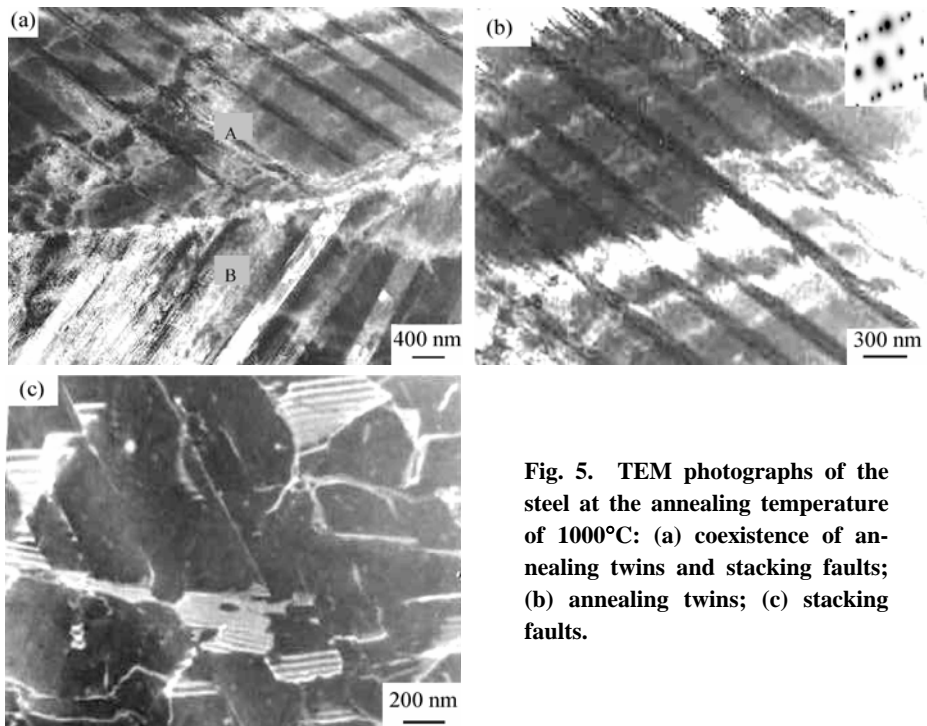 (a)
A
B
400 nm
(b)
300 nm
(c)
200 nm
Fig. 5. TEM photographs of the
steel at the annealing temperature
of 1000°C: (a) coexistence of an-
nealing twins and stacking faults;
(b) annealing twins; (c) stacking
faults.